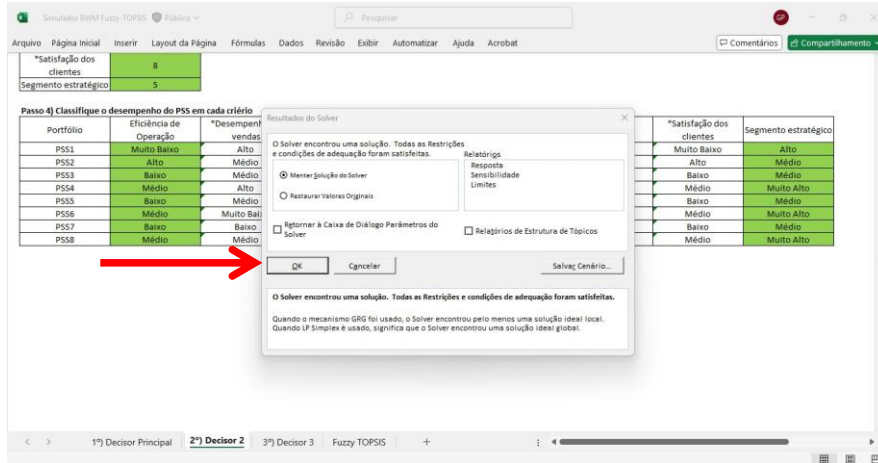 Simulador BWM Fuzzy-TOPSIS Público
Pesquisar
GP
Arquivo Página Inicial Inserir Layout da Página Fórmulas Dados Revisão Exibir Automatizar Ajuda Acrobat
Comentários Compartilhamento
*Satisfação dos clientes 8
Segmento estratégico 5
Passo 4) Classifique o desempenho do PSS em cada criério
Portfólio Eficiência de Operação *Desempenh vendas *Satisfação dos clientes Segmento estratégico
PSS1 Muito Baixo Alto Muito Baixo Alto
PSS2 Alto Médio Alto Médio
PSS3 Baixo Médio Baixo Médio
PSS4 Médio Alto Médio Muito Alto
PSS5 Baixo Médio Baixo Médio
PSS6 Médio Muito Bai Médio Muito Alto
PSS7 Baixo Baixo Baixo Médio
PSS8 Médio Médio Médio Muito Alto
Resultados do Solver
O Solver encontrou uma solução. Todas as Restrições
e condições de adequação foram satisfeitas.
Relatórios
Resposta
Sensibilidade
Limites
Manter Solução do Solver
Restaurar Valores Originais
Retornar à Caixa de Diálogo Parâmetros do
Solver
Relatórios de Estrutura de Tópicos
OK Cancelar Salvar Cenário...
O Solver encontrou uma solução. Todas as Restrições e condições de adequação foram satisfeitas.
Quando o mecanismo GRG foi usado, o Solver encontrou pelo menos uma solução ideal local.
Quando LP Simplex é usado, significa que o Solver encontrou uma solução ideal global.
1º) Decisor Principal 2º) Decisor 2 3º) Decisor 3 Fuzzy TOPSIS